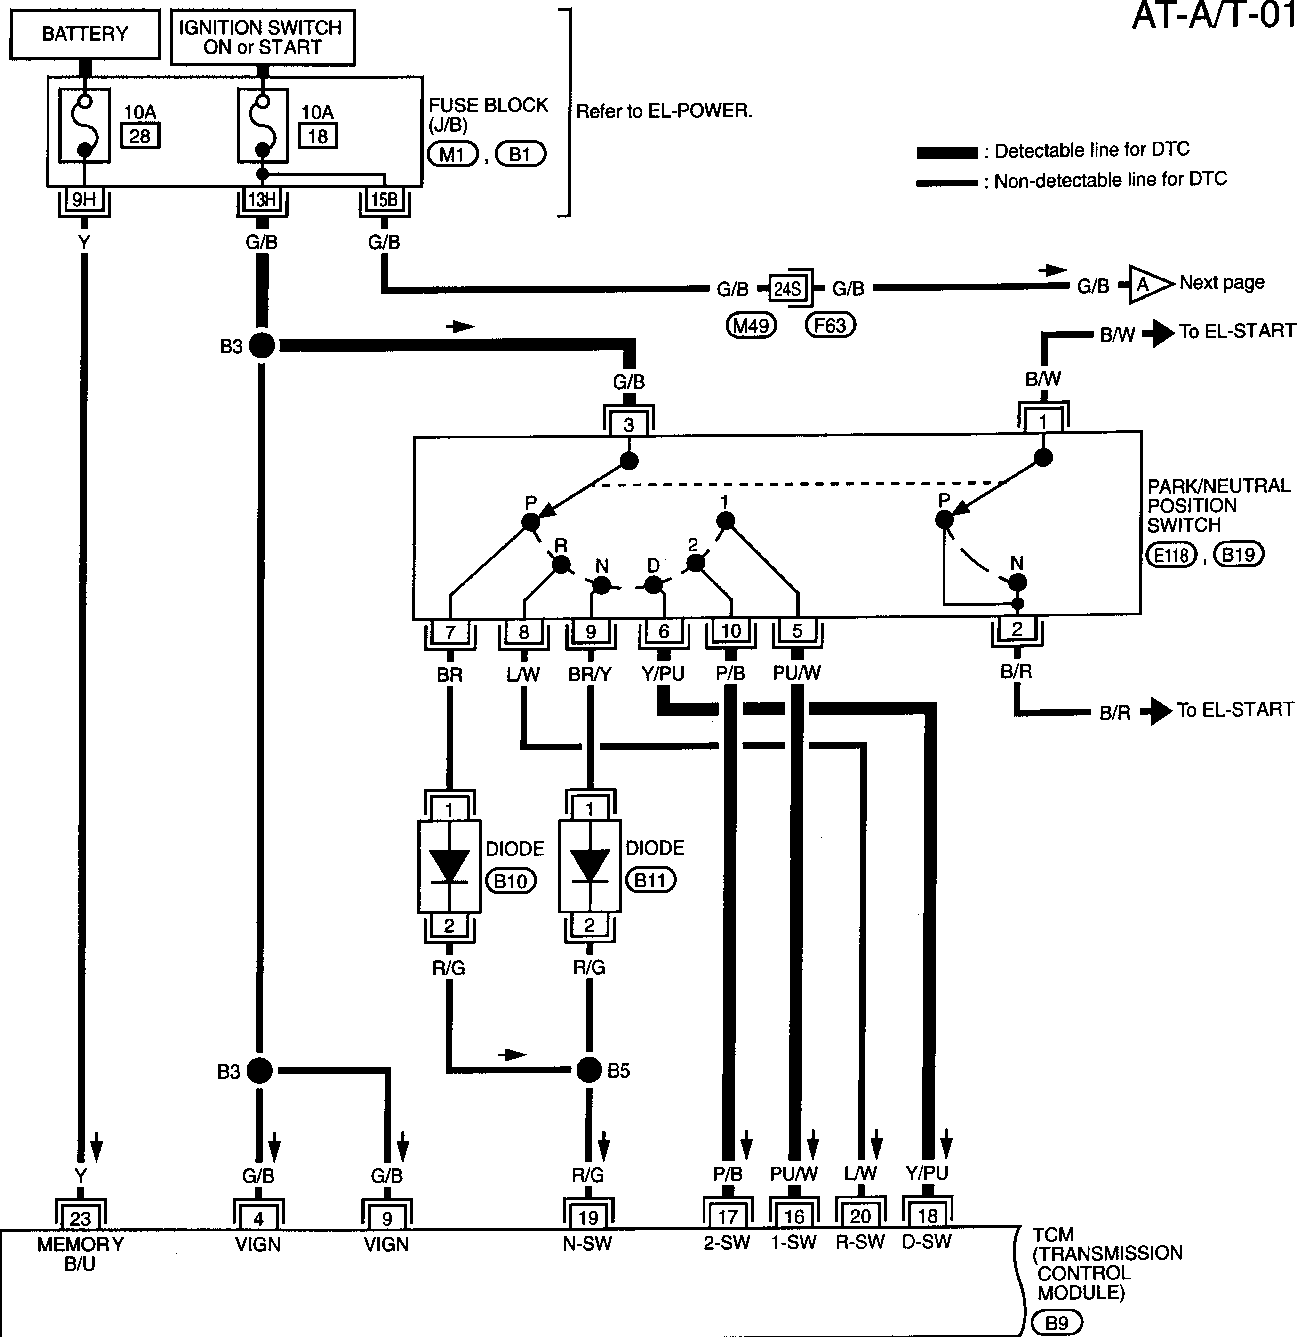 AT-A/T-01
BATTERY
IGNITION SWITCH
ON or START
10A
28
10A
18
FUSE BLOCK
(J/B)
M1 , B1
Refer to EL-POWER.
: Detectable line for DTC
: Non-detectable line for DTC
9H
13H
15B
Y
G/B
G/B
G/B
24S
G/B
G/B
A
Next page
M49
F63
B3
B/W
To EL-START
G/B
B/W
3
1
P
R
N
D
2
1
P
N
PARK/NEUTRAL
POSITION
SWITCH
E118 , B19
7
8
9
6
10
5
2
BR
L/W
BR/Y
Y/PU
P/B
PU/W
B/R
B/R
To EL-START
1
1
DIODE
B10
DIODE
B11
2
2
R/G
R/G
B3
B5
Y
G/B
G/B
R/G
P/B
PU/W
L/W
Y/PU
23
4
9
19
17
16
20
18
MEMORY
B/U
VIGN
VIGN
N-SW
2-SW
1-SW
R-SW
D-SW
TCM
(TRANSMISSION
CONTROL
MODULE)
B9